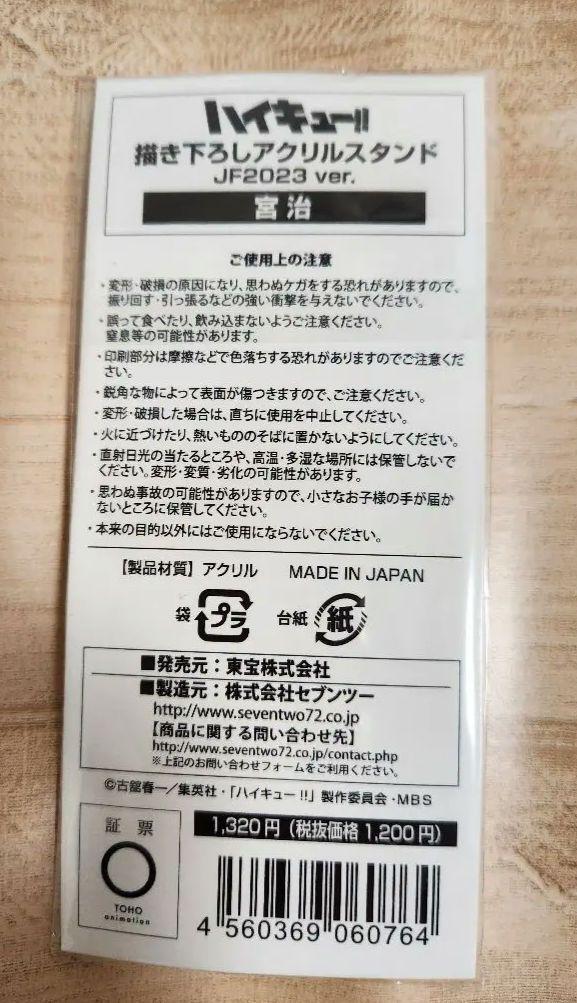 ハイキュー!!
描き下ろしアクリルスタンド
JF2023 ver.
宮治
ご使用上の注意
・変形・破損の原因になり、思わぬケガをする恐れがありますので、
振り回す・引っ張るなどの強い衝撃を与えないでください。
・誤って食べたり、飲み込まないようご注意ください。
窒息等の可能性があります。
・印刷部分は摩擦などで色落ちする恐れがありますのでご注意くだ
さい。
・鋭角な物によって表面が傷つきますので、ご注意ください。
・変形・破損した場合は、直ちに使用を中止してください。
・火に近づけたり、熱いもののそばに置かないようにしてください。
・直射日光の当たるところや、高温・多湿な場所には保管しないで
ください。変形・変質・劣化の可能性があります。
・思わぬ事故の可能性がありますので、小さなお子様の手が届か
ないところに保管してください。
・本来の目的以外にはご使用にならないでください。
【製品材質】アクリル MADE IN JAPAN
袋 プラ 台紙 紙
■発売元：東宝株式会社
■製造元：株式会社セブンツー
http://www.seventwo72.co.jp
【商品に関する問い合わせ先】
http://www.seventwo72.co.jp/contact.php
※上記のお問い合わせフォームをご利用ください。
©古舘春一／集英社・「ハイキュー!!」製作委員会・MBS
証票
TOHO
animation
1,320円（税抜価格1,200円）
4 560369 060764